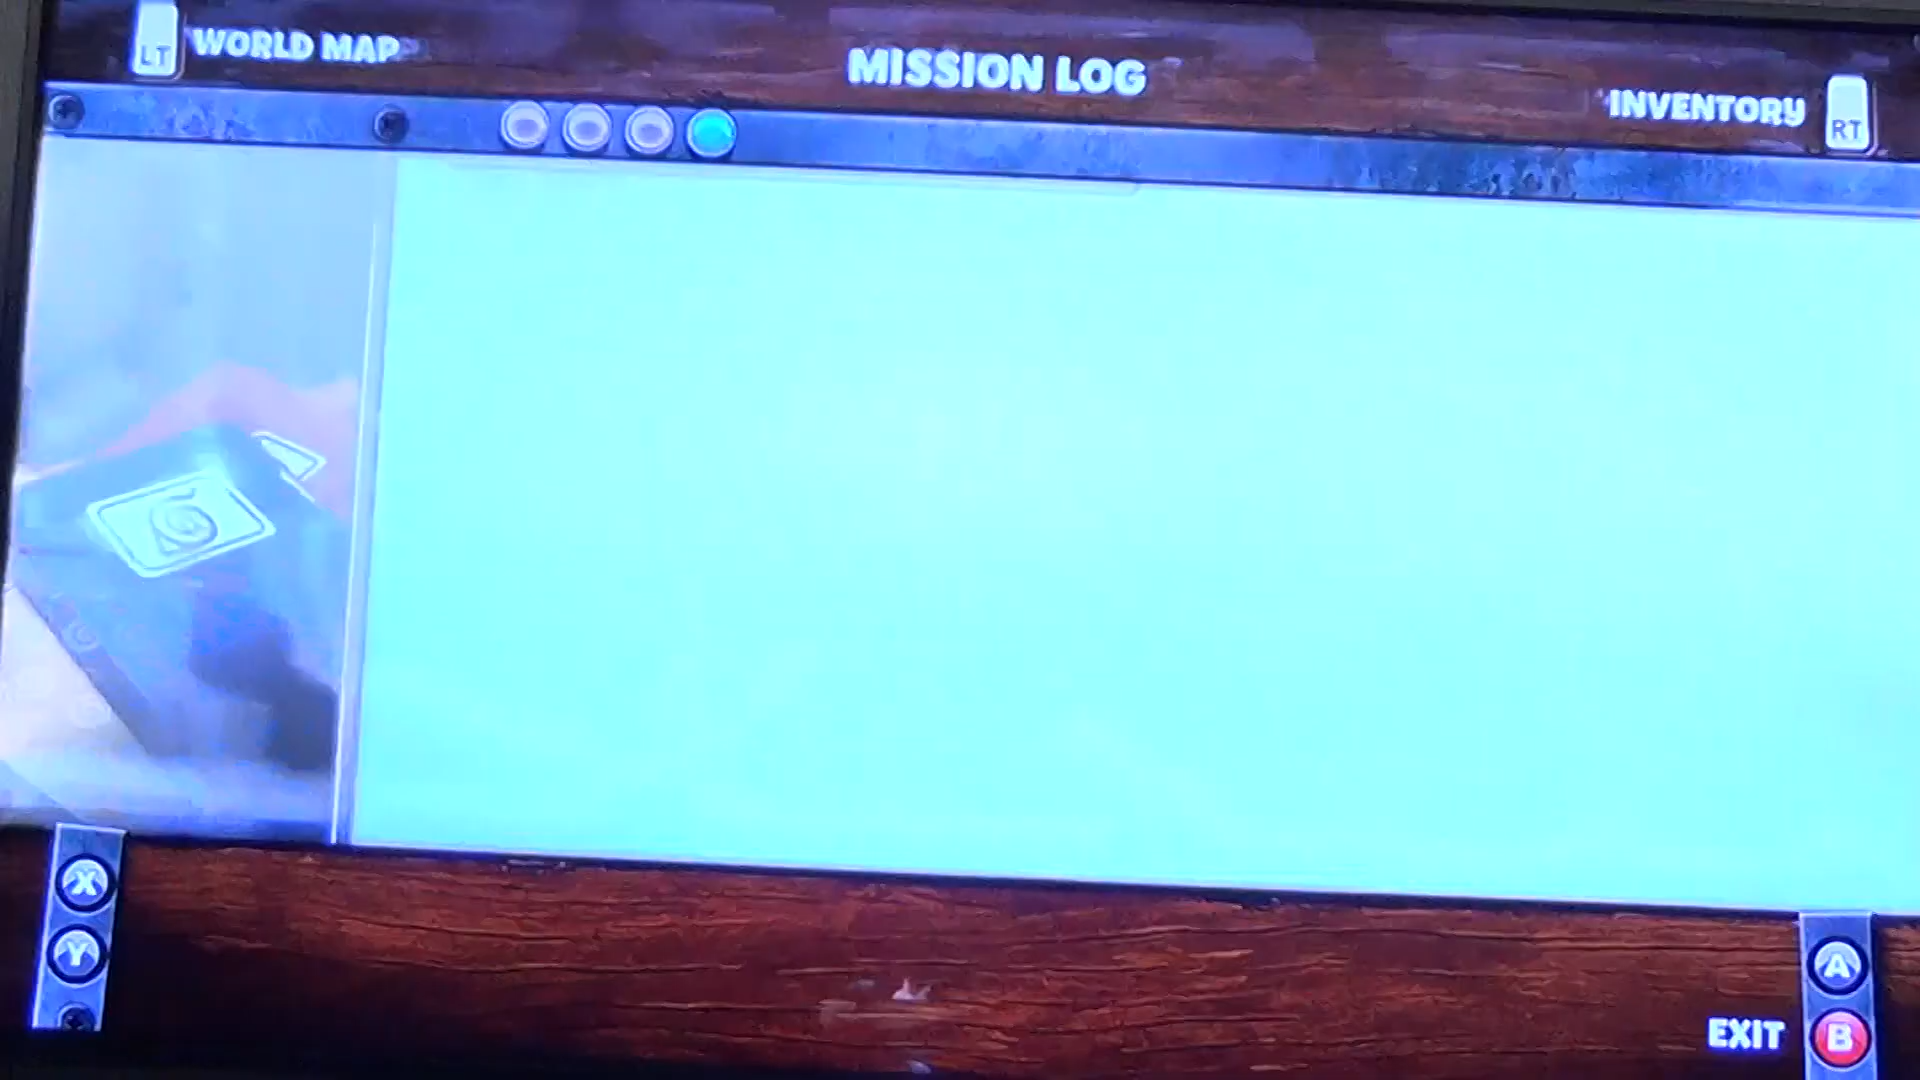 LT WORLD MAP
MISSION LOG
INVENTORY RT
X
Y
A
EXIT B